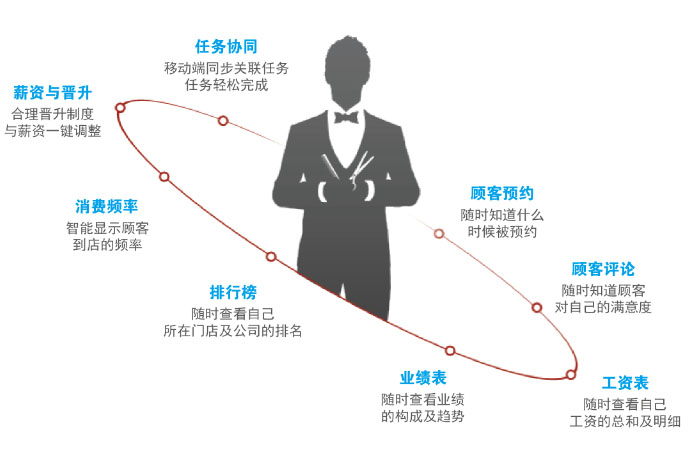 任务协同
移动端同步关联任务
任务轻松完成
薪资与晋升
合理晋升制度
与薪资一键调整
消费频率
智能显示顾客
到店的频率
顾客预约
随时知道什么
时候被预约
顾客评论
随时知道顾客
对自己的满意度
排行榜
随时查看自己
所在门店及公司的排名
业绩表
随时查看业绩
的构成及趋势
工资表
随时查看自己
工资的总和及明细